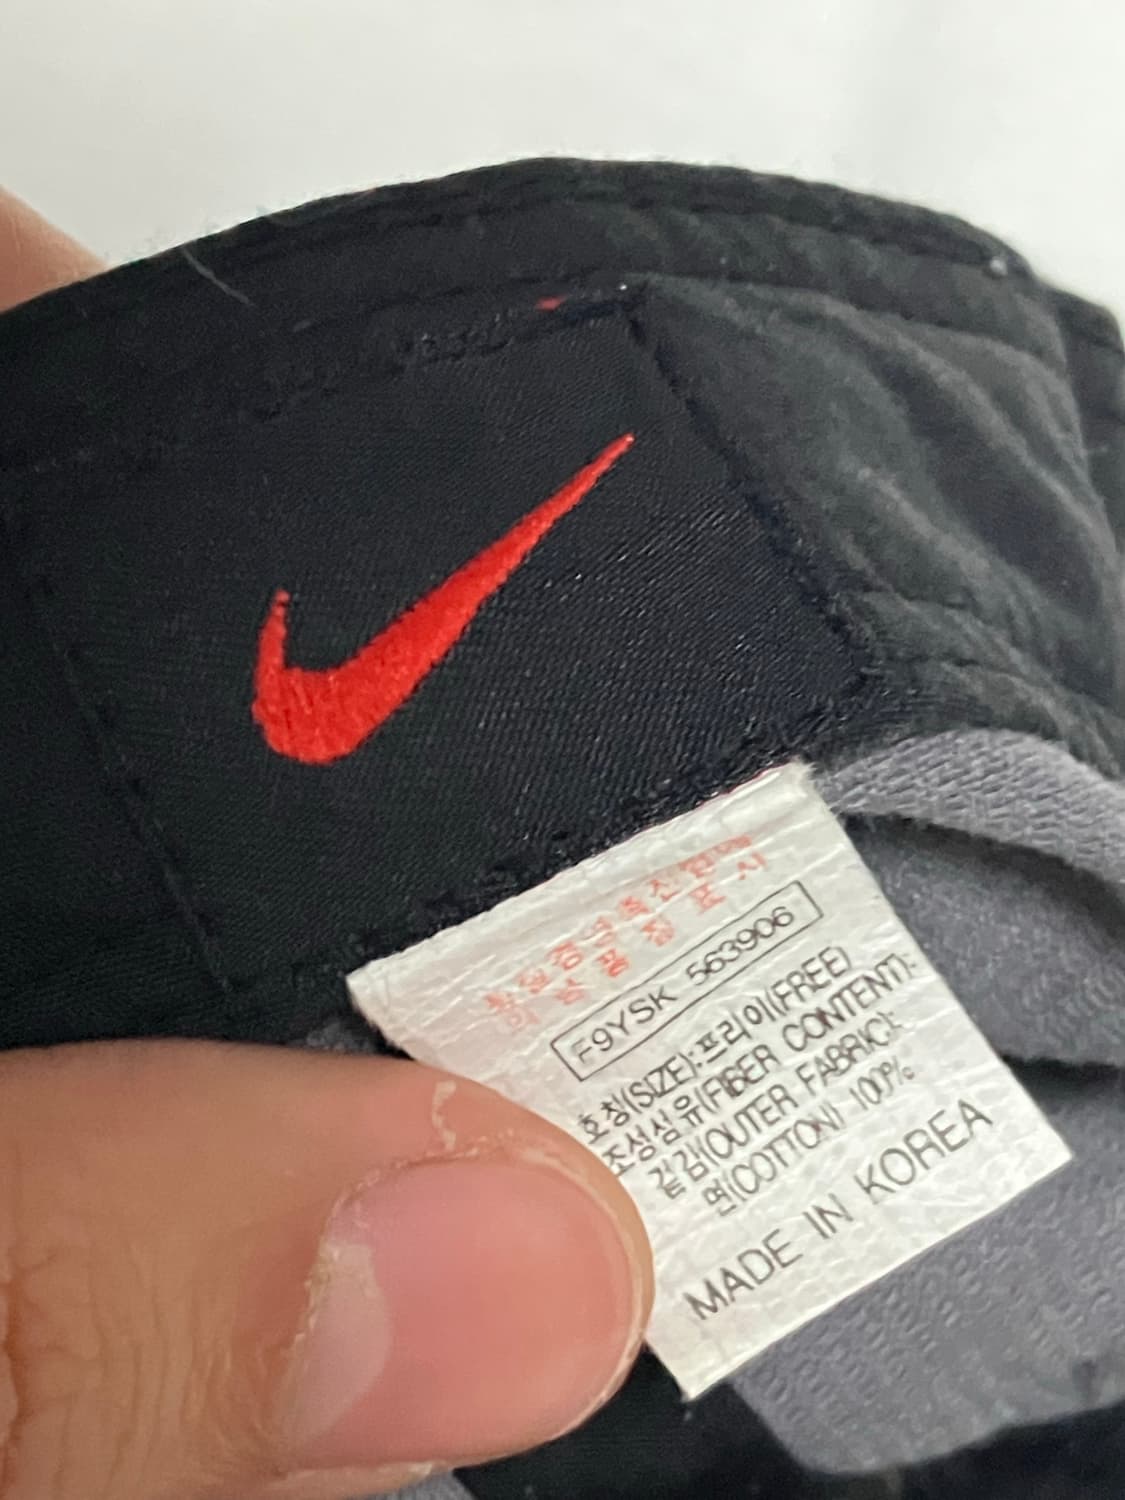 F9YSK 563906
호칭(SIZE):프리이(FREE)
조성섬유(FIBER CONTENT):
겉감(OUTER FABRIC):
면(COTTON) 100%
MADE IN KOREA